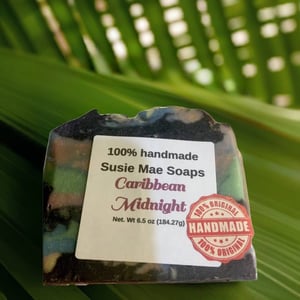 100% handmade
Susie Mae Soaps
Caribbean
Midnight
Net. Wt 6.5 oz (184.27g)
100% ORIGINAL
HANDMADE
100% ORIGINAL